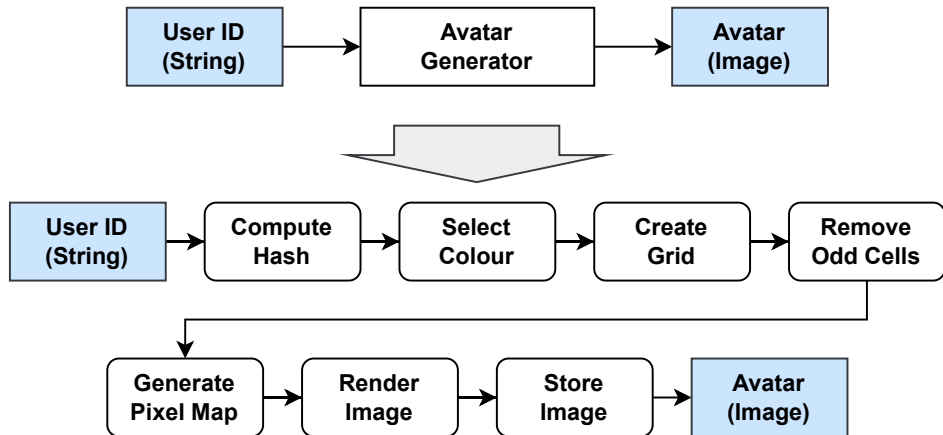 User ID
(String)
Avatar
Generator
Avatar
(Image)
User ID
(String)
Compute
Hash
Select
Colour
Create
Grid
Remove
Odd Cells
Generate
Pixel Map
Render
Image
Store
Image
Avatar
(Image)